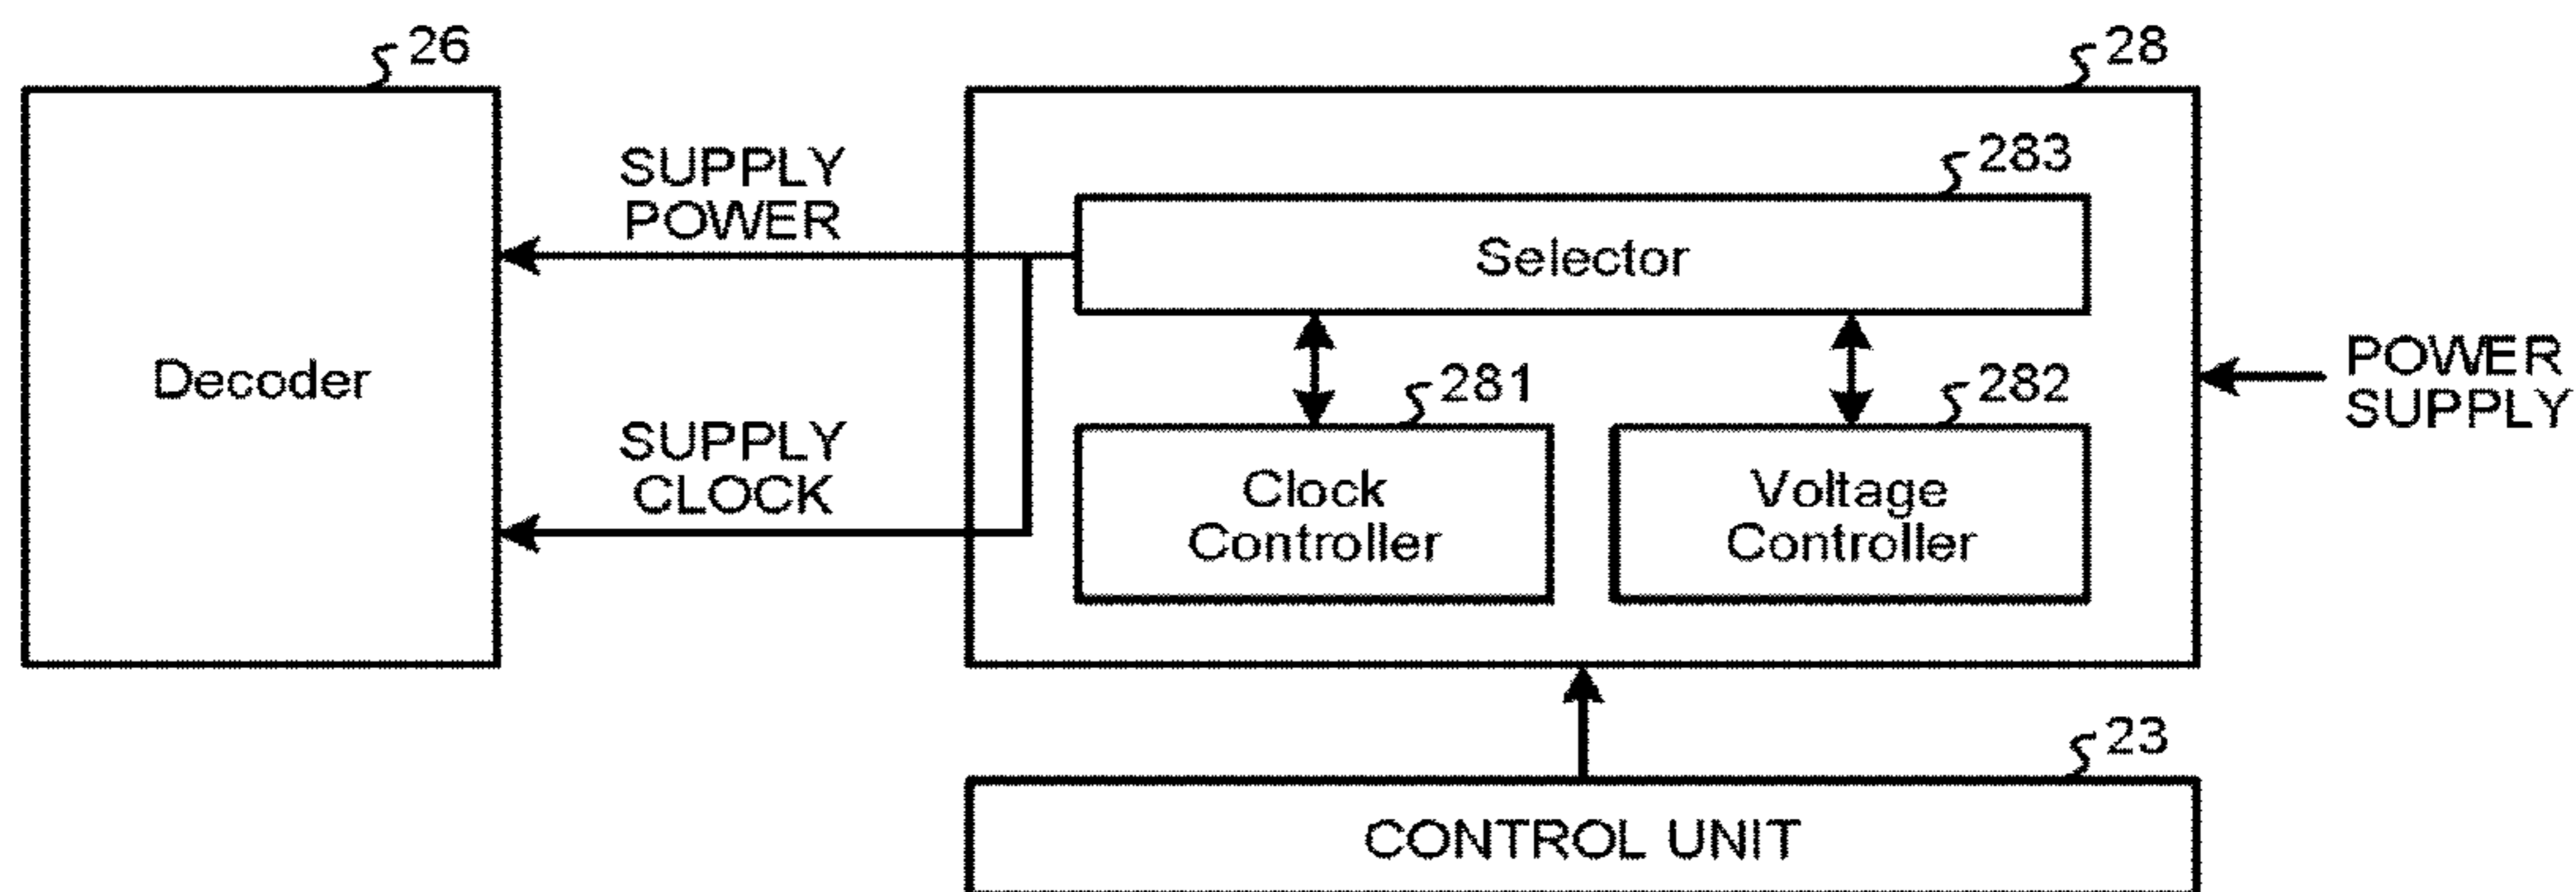 26
28
SUPPLY
POWER
283
Selector
Decoder
POWER
SUPPLY
281
282
SUPPLY
CLOCK
Clock
Controller
Voltage
Controller
23
CONTROL UNIT